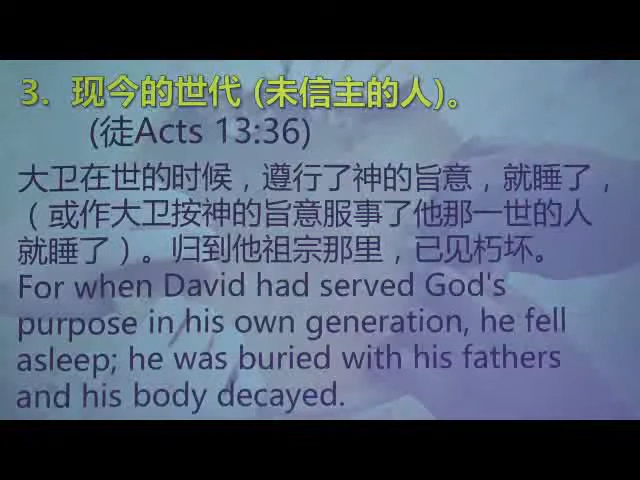 3. 现今的世代 (未信主的人)。
(徒Acts 13:36)
大卫在世的时候，遵行了神的旨意，就睡了，
（或作大卫按神的旨意服事了他那一世的人
就睡了）。归到他祖宗那里，已见朽坏。
For when David had served God's
purpose in his own generation, he fell
asleep; he was buried with his fathers
and his body decayed.